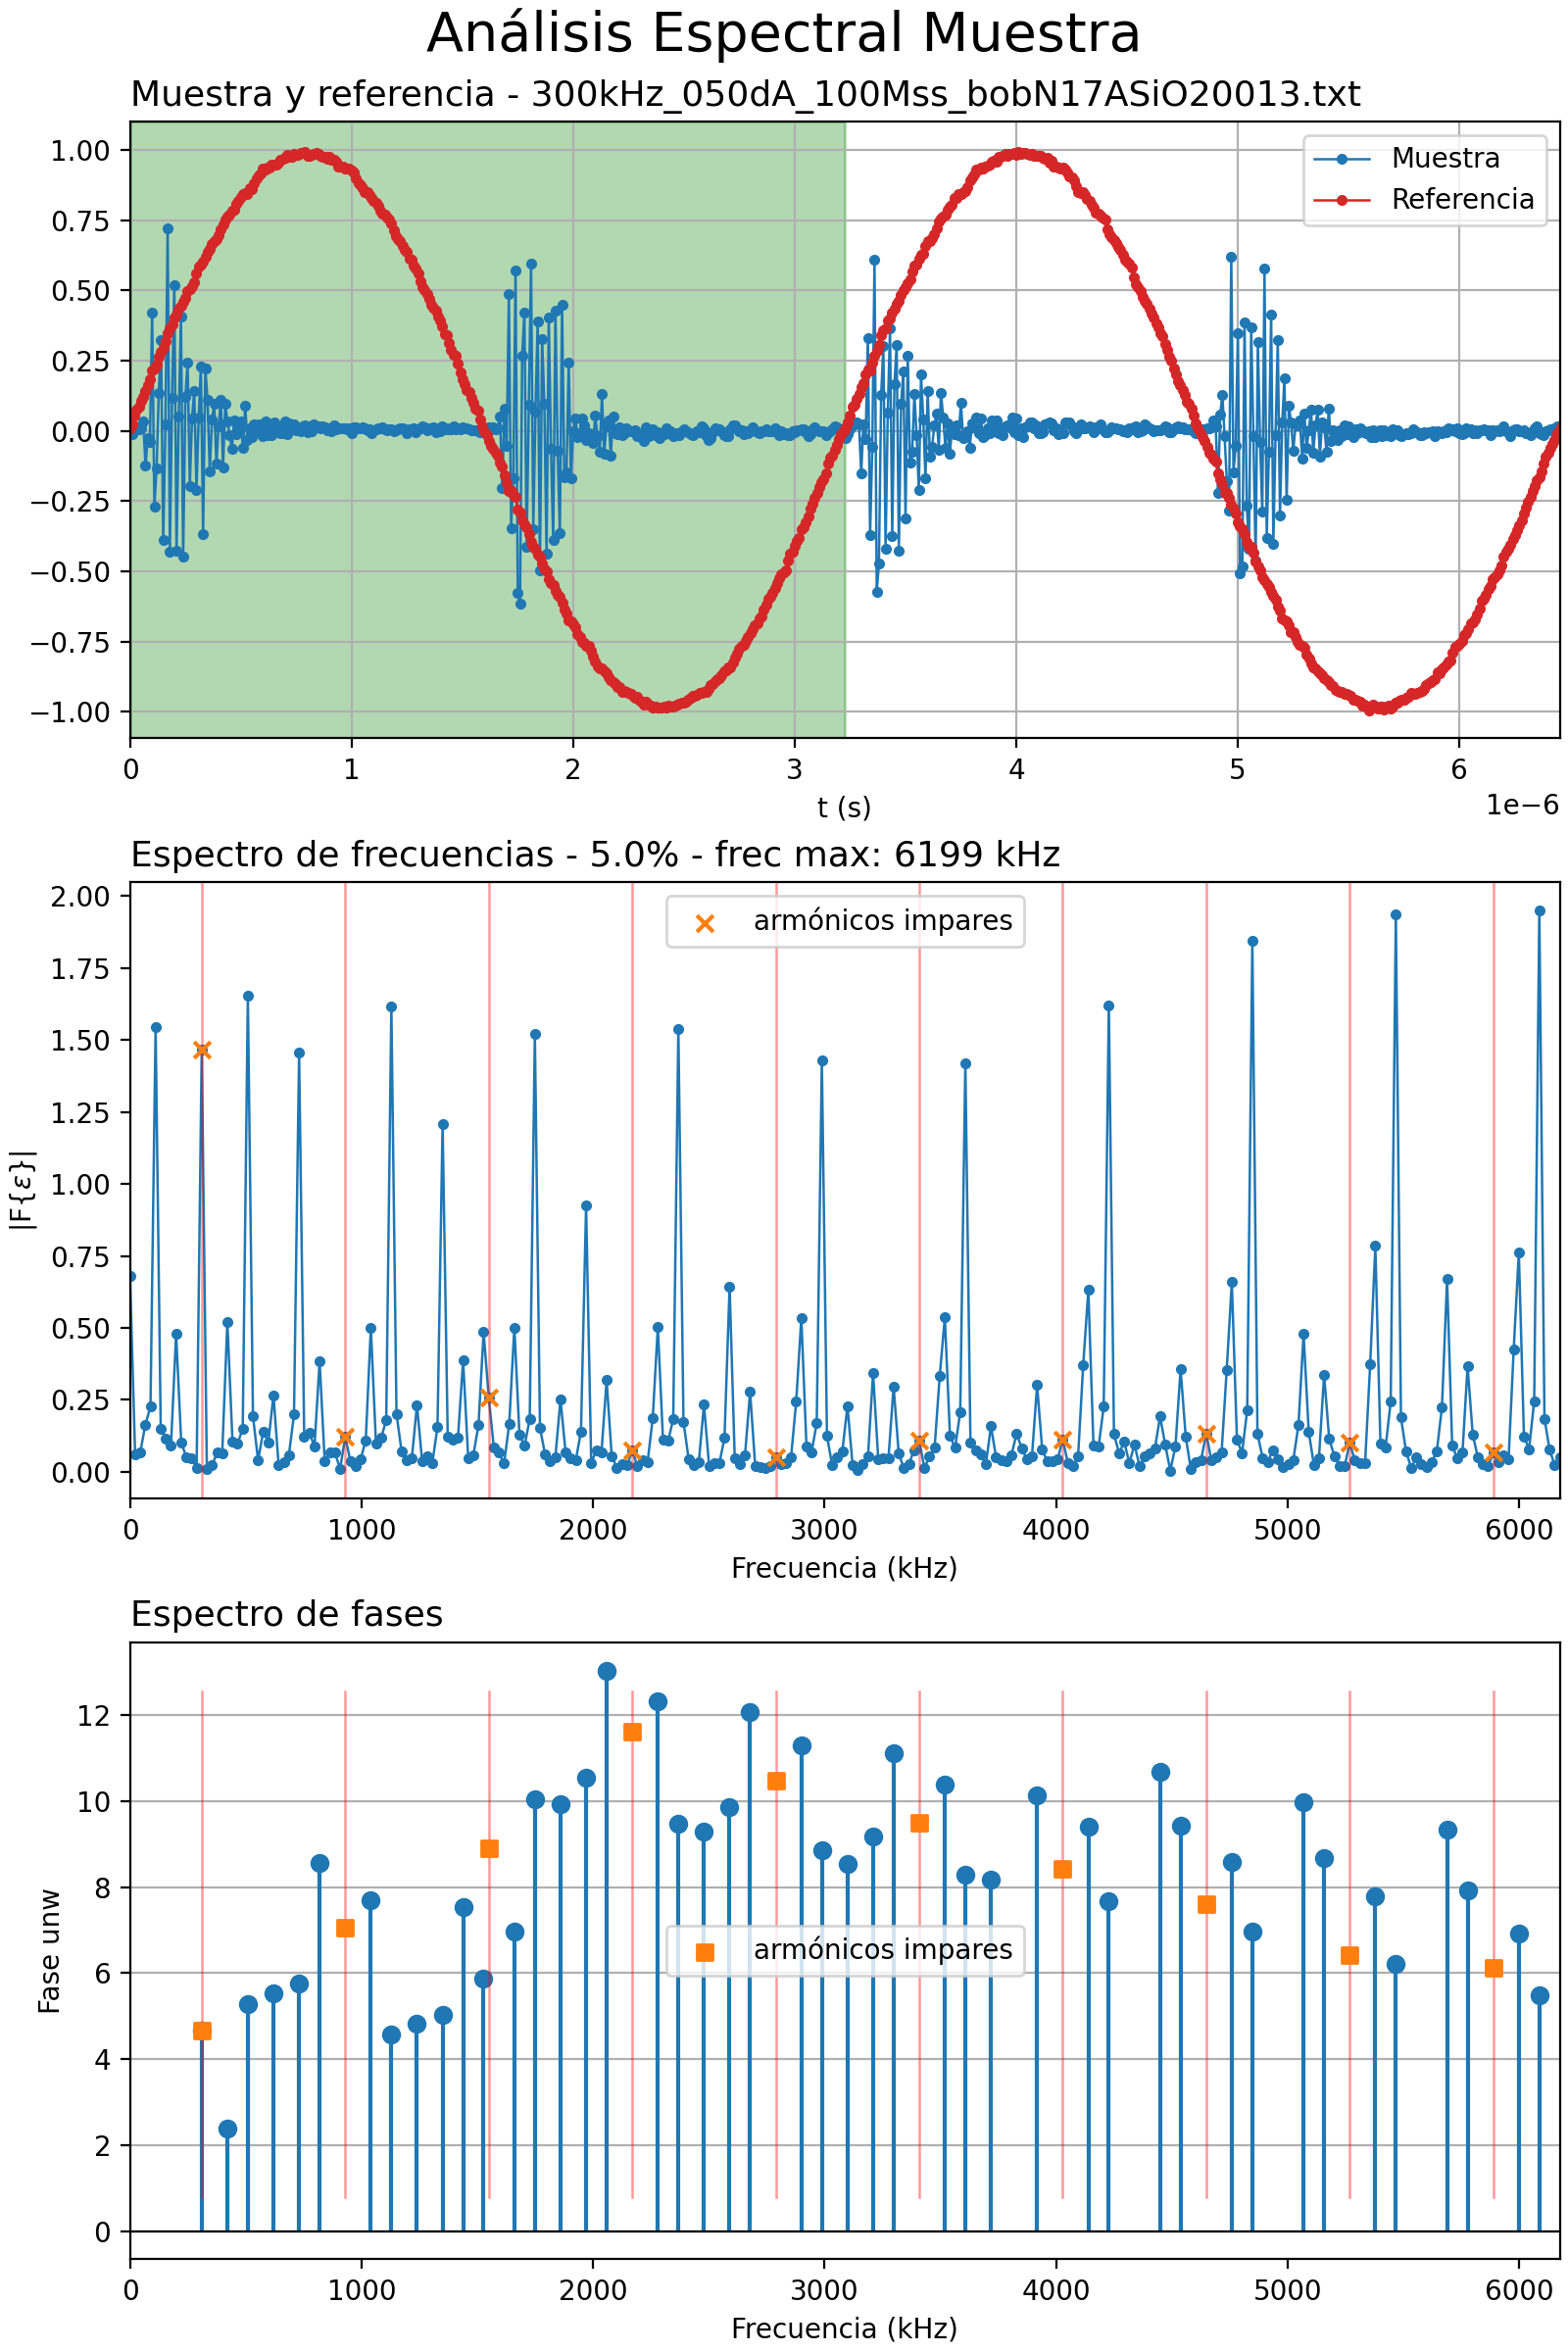 Análisis Espectral Muestra
Muestra y referencia - 300kHz_050dA_100Mss_bobN17ASiO20013.txt
1.00
0.75
0.50
0.25
0.00
−0.25
−0.50
−0.75
−1.00
Muestra
Referencia
0 1 2 3 4 5 6
t (s)
1e−6
Espectro de frecuencias - 5.0% - frec max: 6199 kHz
2.00
1.75
1.50
1.25
1.00
0.75
0.50
0.25
0.00
|F{ε}|
armónicos impares
0 1000 2000 3000 4000 5000 6000
Frecuencia (kHz)
Espectro de fases
12
10
8
6
4
2
0
Fase unw
armónicos impares
0 1000 2000 3000 4000 5000 6000
Frecuencia (kHz)